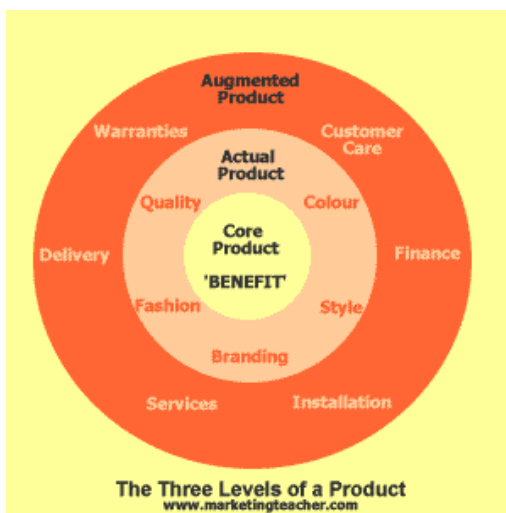 Augmented
Product
Warranties
Customer
Care
Actual
Product
Quality
Colour
Core
Product
Delivery
Finance
'BENEFIT'
Fashion
Style
Branding
Services
Installation
The Three Levels of a Product
www.marketingteacher.com